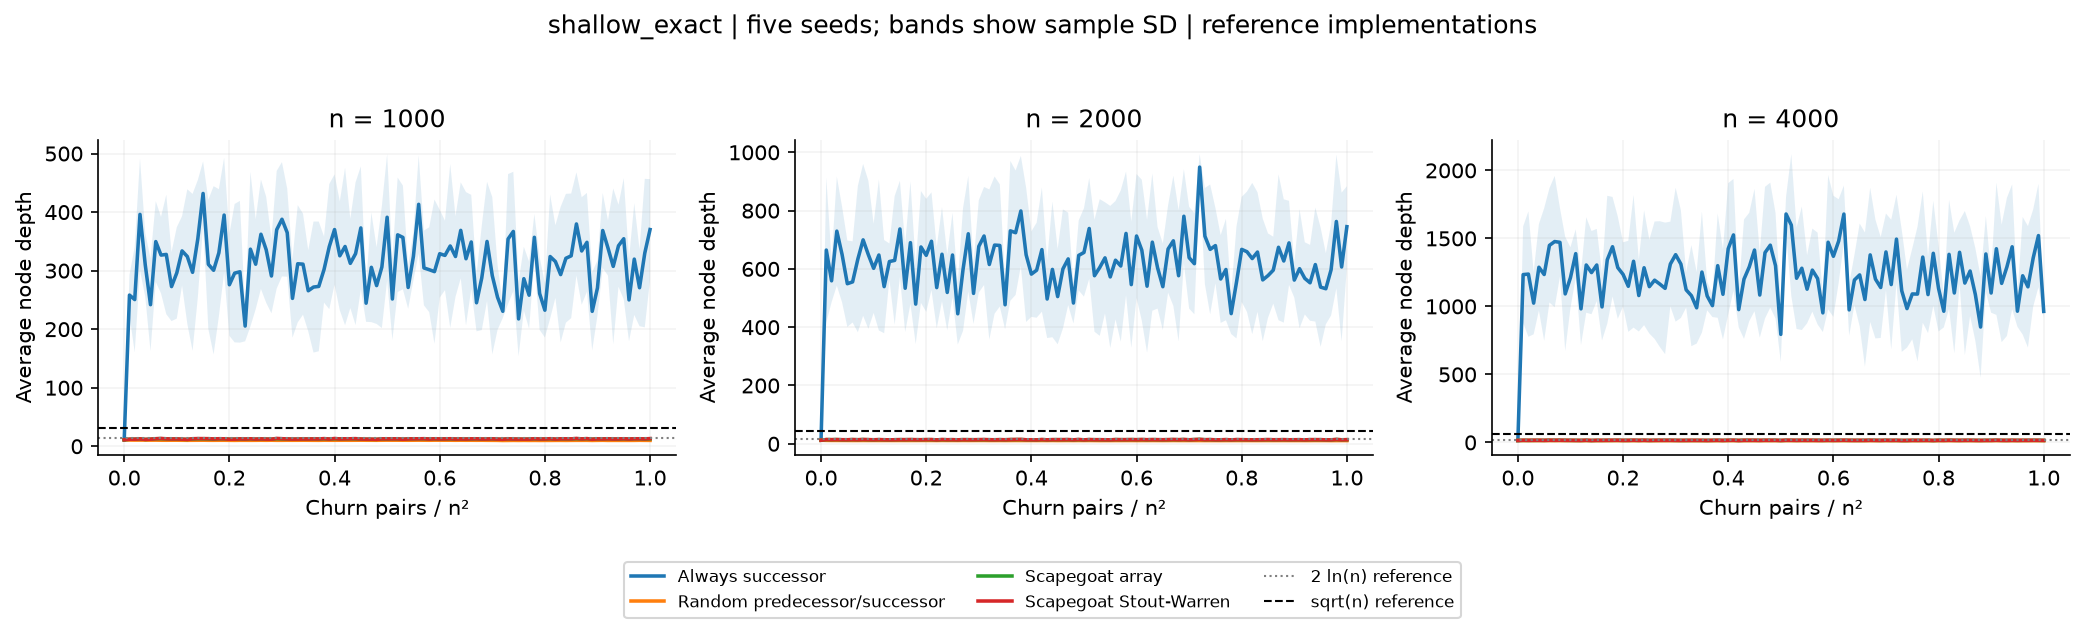 shallow_exact | five seeds; bands show sample SD | reference implementations
n = 1000
500
400
300
200
100
0
Average node depth
0.0 0.2 0.4 0.6 0.8 1.0
Churn pairs / n²
n = 2000
1000
800
600
400
200
0
Average node depth
0.0 0.2 0.4 0.6 0.8 1.0
Churn pairs / n²
n = 4000
2000
1500
1000
500
0
Average node depth
0.0 0.2 0.4 0.6 0.8 1.0
Churn pairs / n²
Always successor
Random predecessor/successor
Scapegoat array
Scapegoat Stout-Warren
2 ln(n) reference
sqrt(n) reference